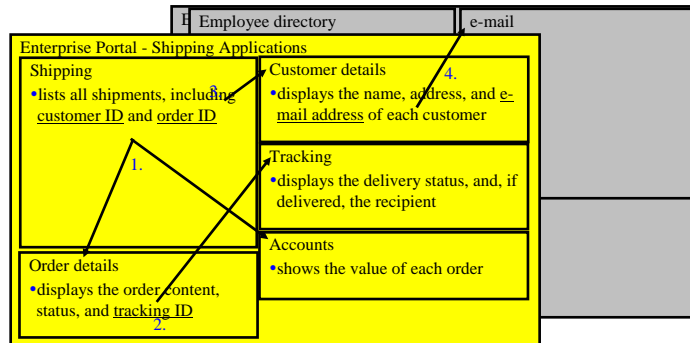 E
Employee directory
e-mail
Enterprise Portal - Shipping Applications
Shipping
•lists all shipments, including
customer ID and order ID
3.
1.
Customer details
4.
•displays the name, address, and e-
mail address of each customer
Tracking
•displays the delivery status, and, if
delivered, the recipient
Accounts
•shows the value of each order
Order details
•displays the order content,
status, and tracking ID
2.